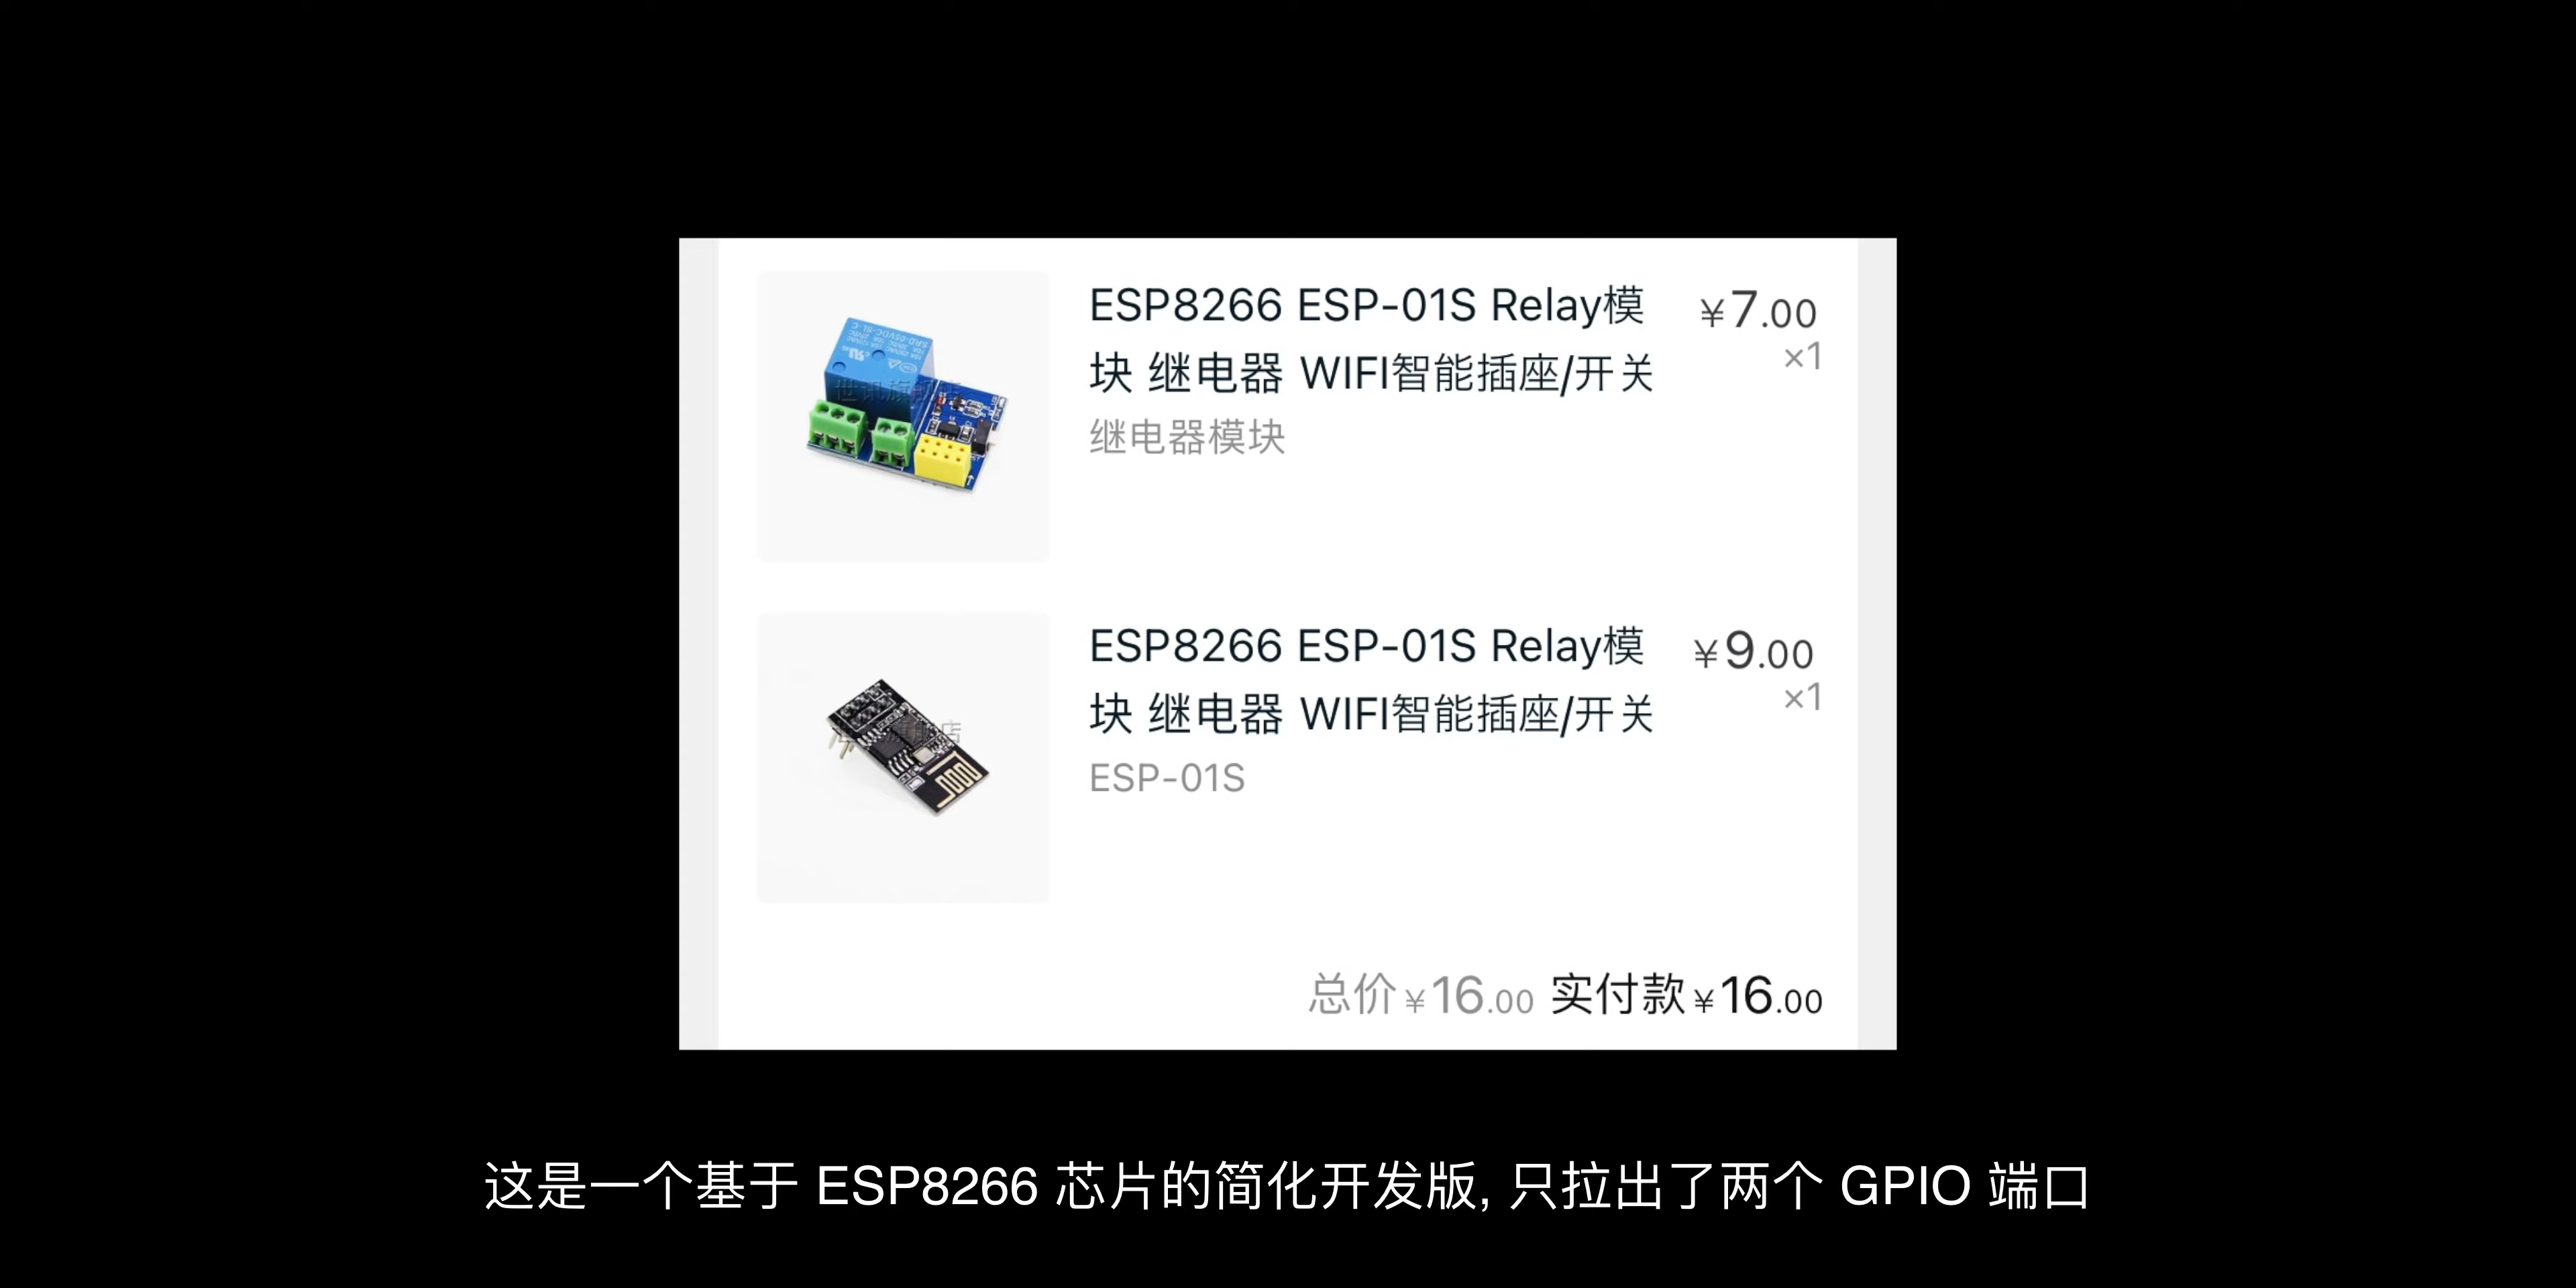 ESP8266 ESP-01S Relay模
块 继电器 WIFI智能插座/开关
继电器模块
¥7.00
×1
ESP8266 ESP-01S Relay模
块 继电器 WIFI智能插座/开关
ESP-01S
¥9.00
×1
总价¥16.00 实付款¥16.00
这是一个基于 ESP8266 芯片的简化开发版, 只拉出了两个 GPIO 端口